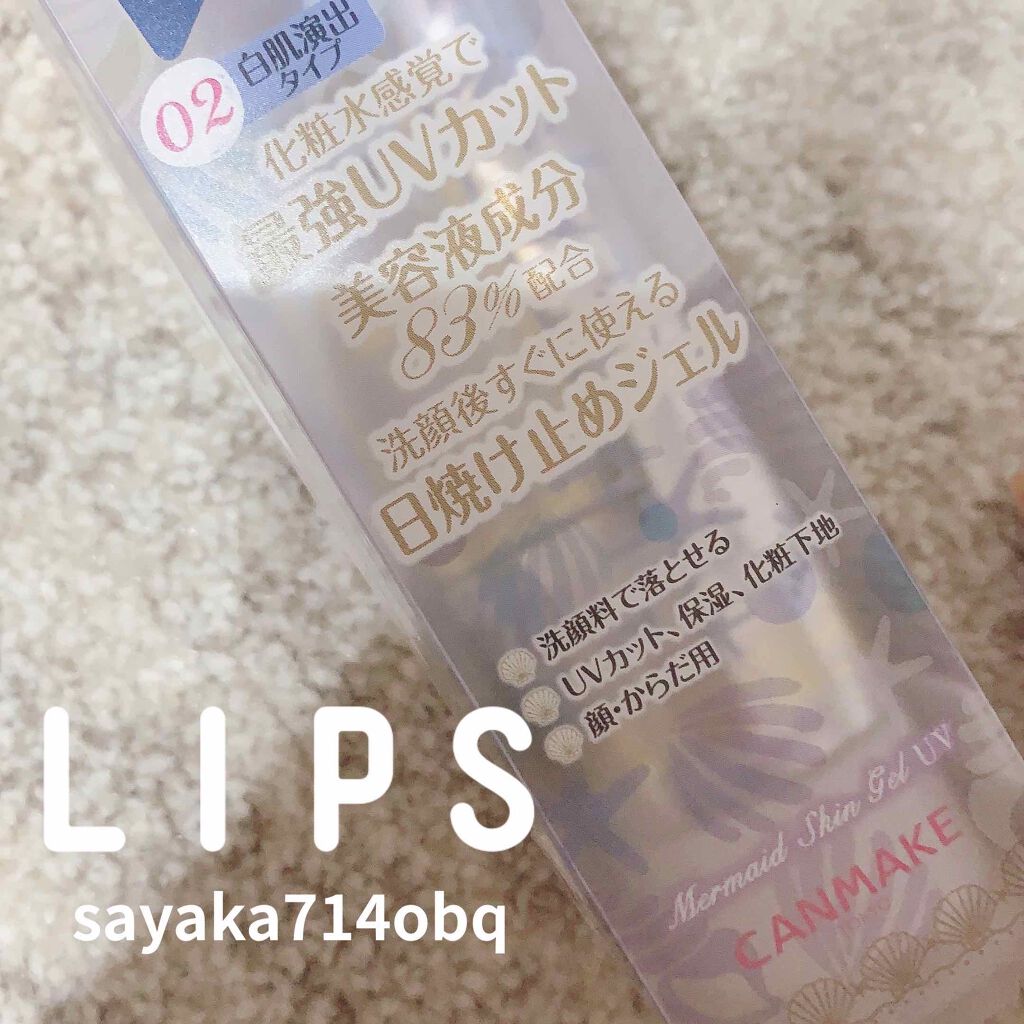 02
白肌演出
タイプ
化粧水感覚で
最強UVカット
美容液成分
83%配合
洗顔後すぐに使える
日焼け止めジェル
洗顔料で落とせる
UVカット、保湿、化粧下地
顔・からだ用
Mermaid Skin Gel UV
CANMAKE
LIPS
sayaka714obq